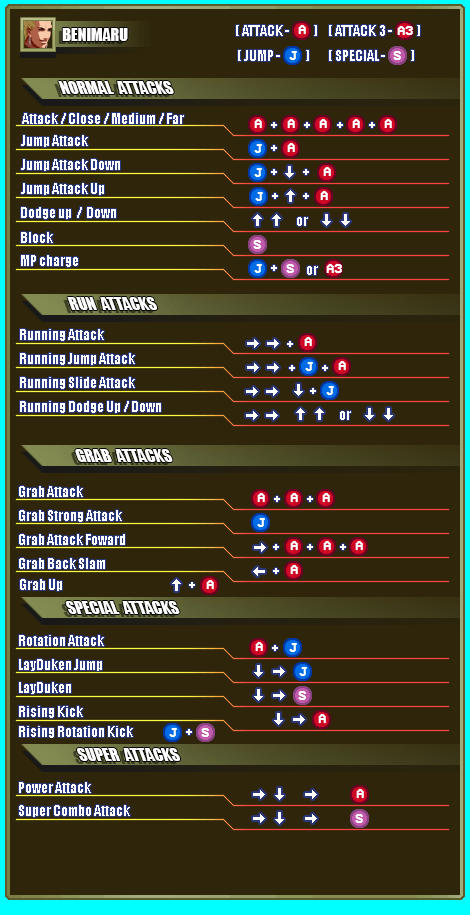 BENIMARU
[ ATTACK - A ] [ ATTACK 3 - A3 ]
[ JUMP - J ] [ SPECIAL - S ]
NORMAL ATTACKS
Attack / Close / Medium / Far A + A + A + A + A
Jump Attack J + A
Jump Attack Down J + ↓ + A
Jump Attack Up J + ↑ + A
Dodge up / Down ↑ ↑ or ↓ ↓
Block S
MP charge J + S or A3
RUN ATTACKS
Running Attack → → + A
Running Jump Attack → → + J + A
Running Slide Attack → → ↓ + J
Running Dodge Up / Down → → ↑ ↑ or ↓ ↓
GRAB ATTACKS
Grab Attack A + A + A
Grab Strong Attack J
Grab Attack Foward → + A + A + A
Grab Back Slam ← + A
Grab Up ↑ + A
SPECIAL ATTACKS
Rotation Attack A + J
LayDuken Jump ↓ → J
LayDuken ↓ → S
Rising Kick ↓ → A
Rising Rotation Kick J + S
SUPER ATTACKS
Power Attack → ↓ → A
Super Combo Attack → ↓ → S